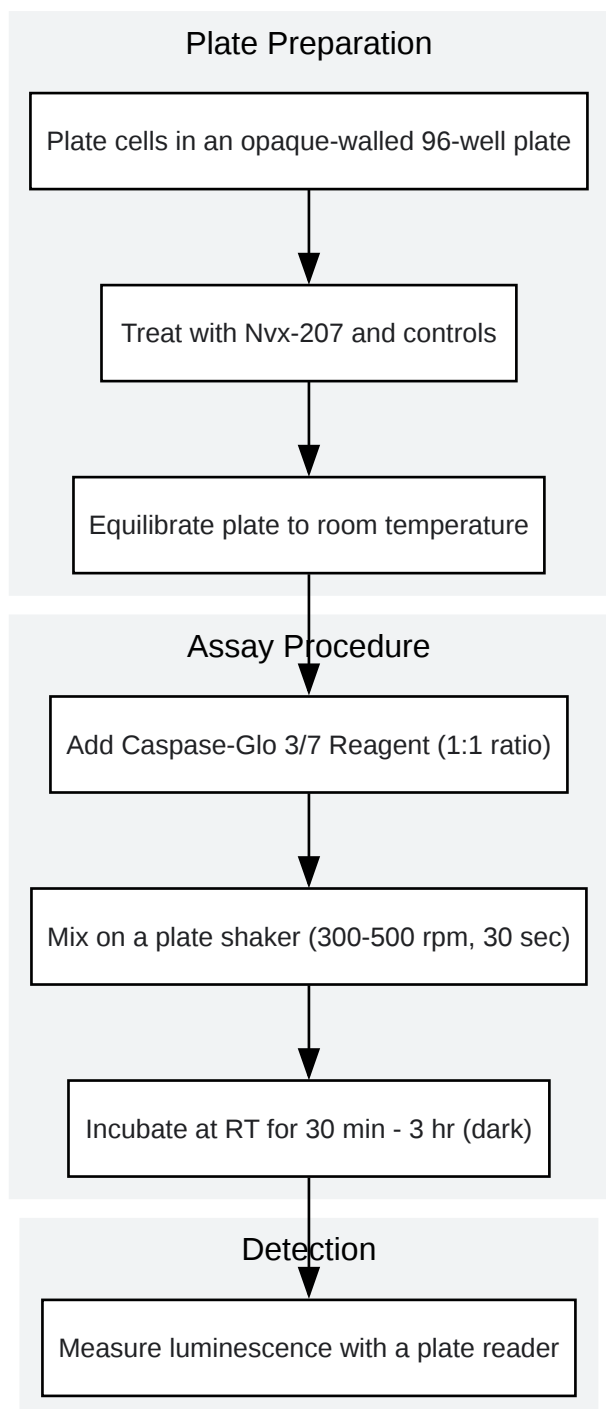 Plate Preparation
Plate cells in an opaque-walled 96-well plate
Treat with Nvx-207 and controls
Equilibrate plate to room temperature
Assay Procedure
Add Caspase-Glo 3/7 Reagent (1:1 ratio)
Mix on a plate shaker (300-500 rpm, 30 sec)
Incubate at RT for 30 min - 3 hr (dark)
Detection
Measure luminescence with a plate reader